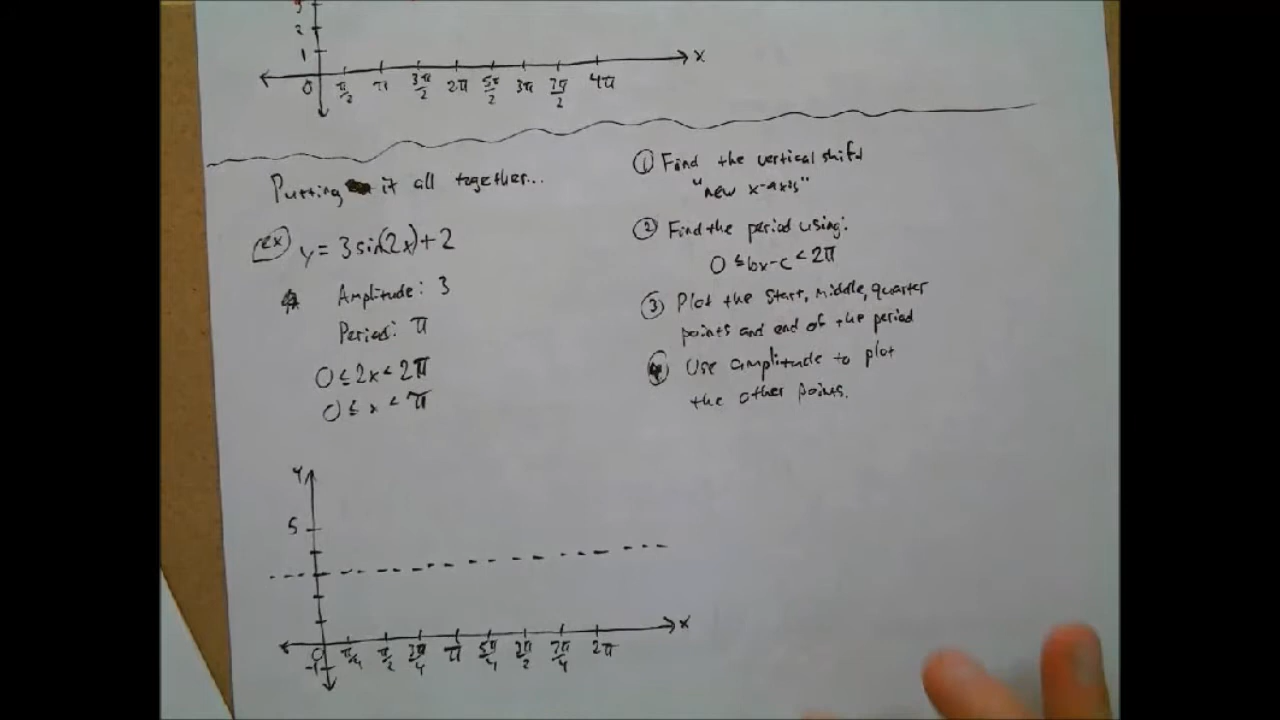 3
2
1
0 π/2 π 3π/2 2π 5π/2 3π 7π/2 4π x
Putting it all together...
ex y = 3sin(2x)+2
Amplitude: 3
Period: π
0 ≤ 2x < 2π
0 ≤ x < π
① Find the vertical shift
"new x-axis"
② Find the period using:
0 ≤ bx-c < 2π
③ Plot the start, middle, quarter
points and end of the period
④ Use amplitude to plot
the other points.
y
5
x
0 π/4 π/2 3π/4 π 5π/4 7π/4 2π
-1